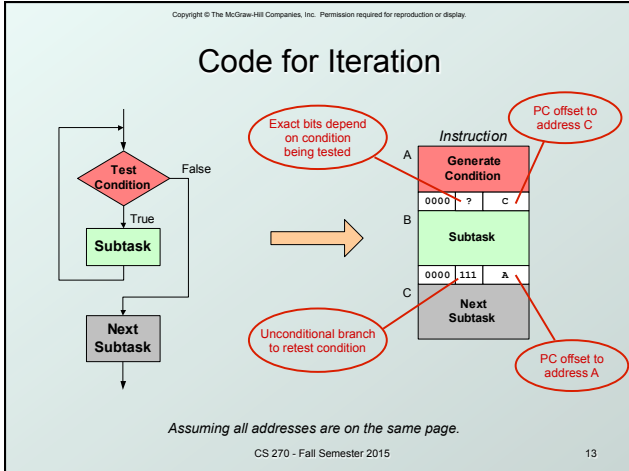 Copyright © The McGraw-Hill Companies, Inc. Permission required for reproduction or display.
Code for Iteration
Test
Condition
False
True
Subtask
Next
Subtask
Exact bits depend
on condition
being tested
Instruction
PC offset to
address C
A
Generate
Condition
0000 ? C
B
Subtask
0000 111 A
C
Next
Subtask
Unconditional branch
to retest condition
PC offset to
address A
Assuming all addresses are on the same page.
CS 270 - Fall Semester 2015
13